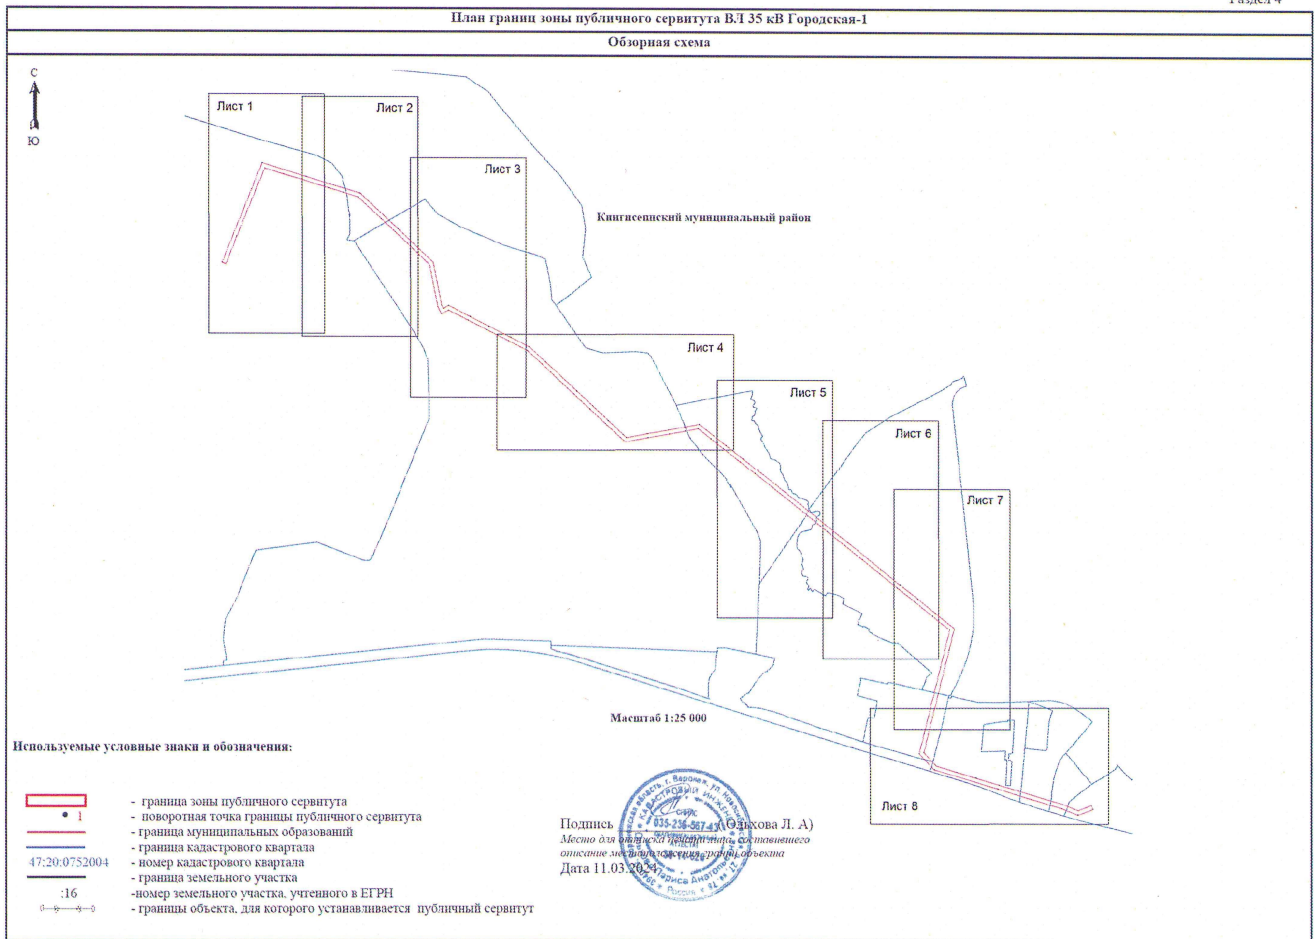 Раздел 4
План границ зоны публичного сервитута ВЛ 35 кВ Городская-1
Обзорная схема
С
Ю
Лист 1
Лист 2
Лист 3
Кингисеппский муниципальный район
Лист 4
Лист 5
Лист 6
Лист 7
Масштаб 1:25 000
Лист 8
Используемые условные знаки и обозначения:
- граница зоны публичного сервитута
1 - поворотная точка границы публичного сервитута
- граница муниципальных образований
- граница кадастрового квартала
47:20:0752004 - номер кадастрового квартала
- граница земельного участка
:16 -номер земельного участка, учтенного в ЕГРН
- границы объекта, для которого устанавливается публичный сервитут
Подпись (Ольхова Л. А)
Место для оттиска печати лица, составившего
описание местоположения границ объекта
Дата 11.03.2024
КАДАСТРОВЫЙ ИНЖЕНЕР
СНИЛС